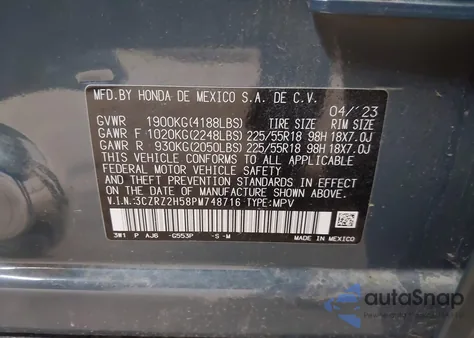 MFD.BY HONDA DE MEXICO S.A. DE C.V.
04/'23
GVWR 1900KG(4188LBS) TIRE SIZE RIM SIZE
GAWR F 1020KG(2248LBS) 225/55R18 98H 18X7.0J
GAWR R 930KG(2050LBS) 225/55R18 98H 18X7.0J
THIS VEHICLE CONFORMS TO ALL APPLICABLE
FEDERAL MOTOR VEHICLE SAFETY AND THEFT
PREVENTION STANDARDS IN EFFECT ON THE DATE
OF MANUFACTURE SHOWN ABOVE.
V.I.N.:3CZRZ2H58PM748716 TYPE:MPV
3W1 P AJ6 -G553P -S -M
MADE IN MEXICO
autoSnap